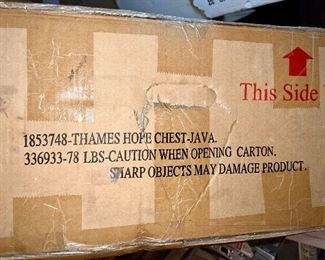 This Side
1853748-THAMES HOPE CHEST-JAVA.
336933-78 LBS-CAUTION WHEN OPENING CARTON.
SHARP OBJECTS MAY DAMAGE PRODUCT.